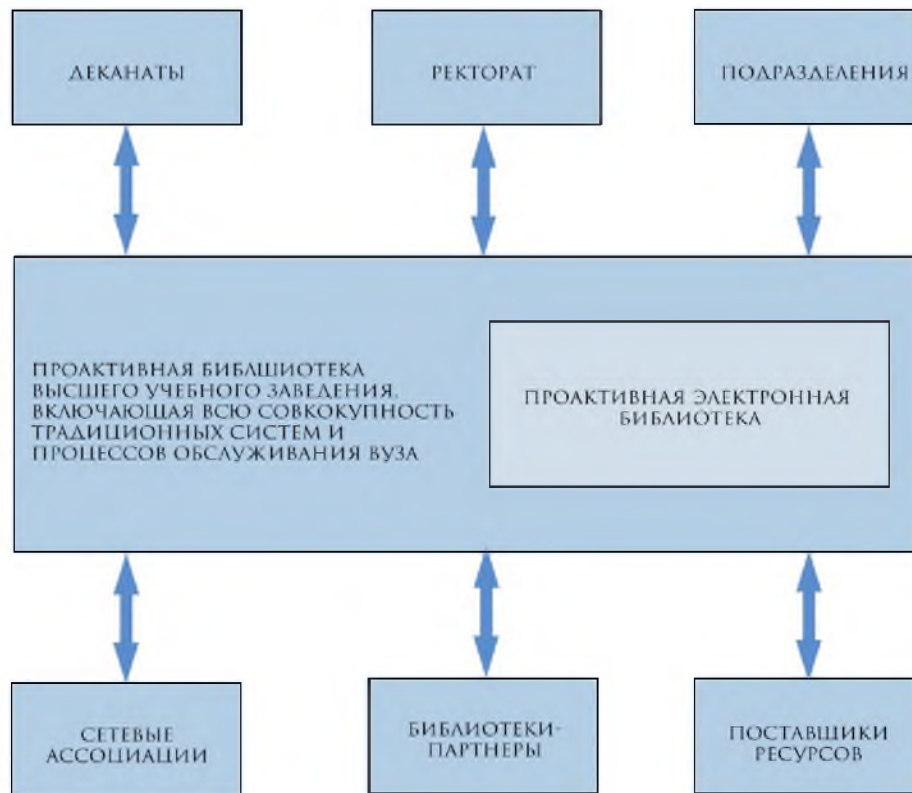 ДЕКАНАТЫ
РЕКТОРАТ
ПОДРАЗДЕЛЕНИЯ
ПРОАКТИВНАЯ БИБЛШИОТЕКА
ВЫСШЕГО УЧЕБНОГО ЗАВЕДЕНИЯ,
ВКЛЮЧАЮЩАЯ ВСЮ СОВКОКУПНОСТЬ
ТРАДИЦИОННЫХ СИСТЕМ И
ПРОЦЕССОВ ОБСЛУЖИВАНИЯ ВУЗА
ПРОАКТИВНАЯ ЭЛЕКТРОННАЯ
БИБЛИОТЕКА
СЕТЕВЫЕ
АССОЦИАЦИИ
БИБЛИОТЕКИ-
ПАРТНЕРЫ
ПОСТАВЩИКИ
РЕСУРСОВ